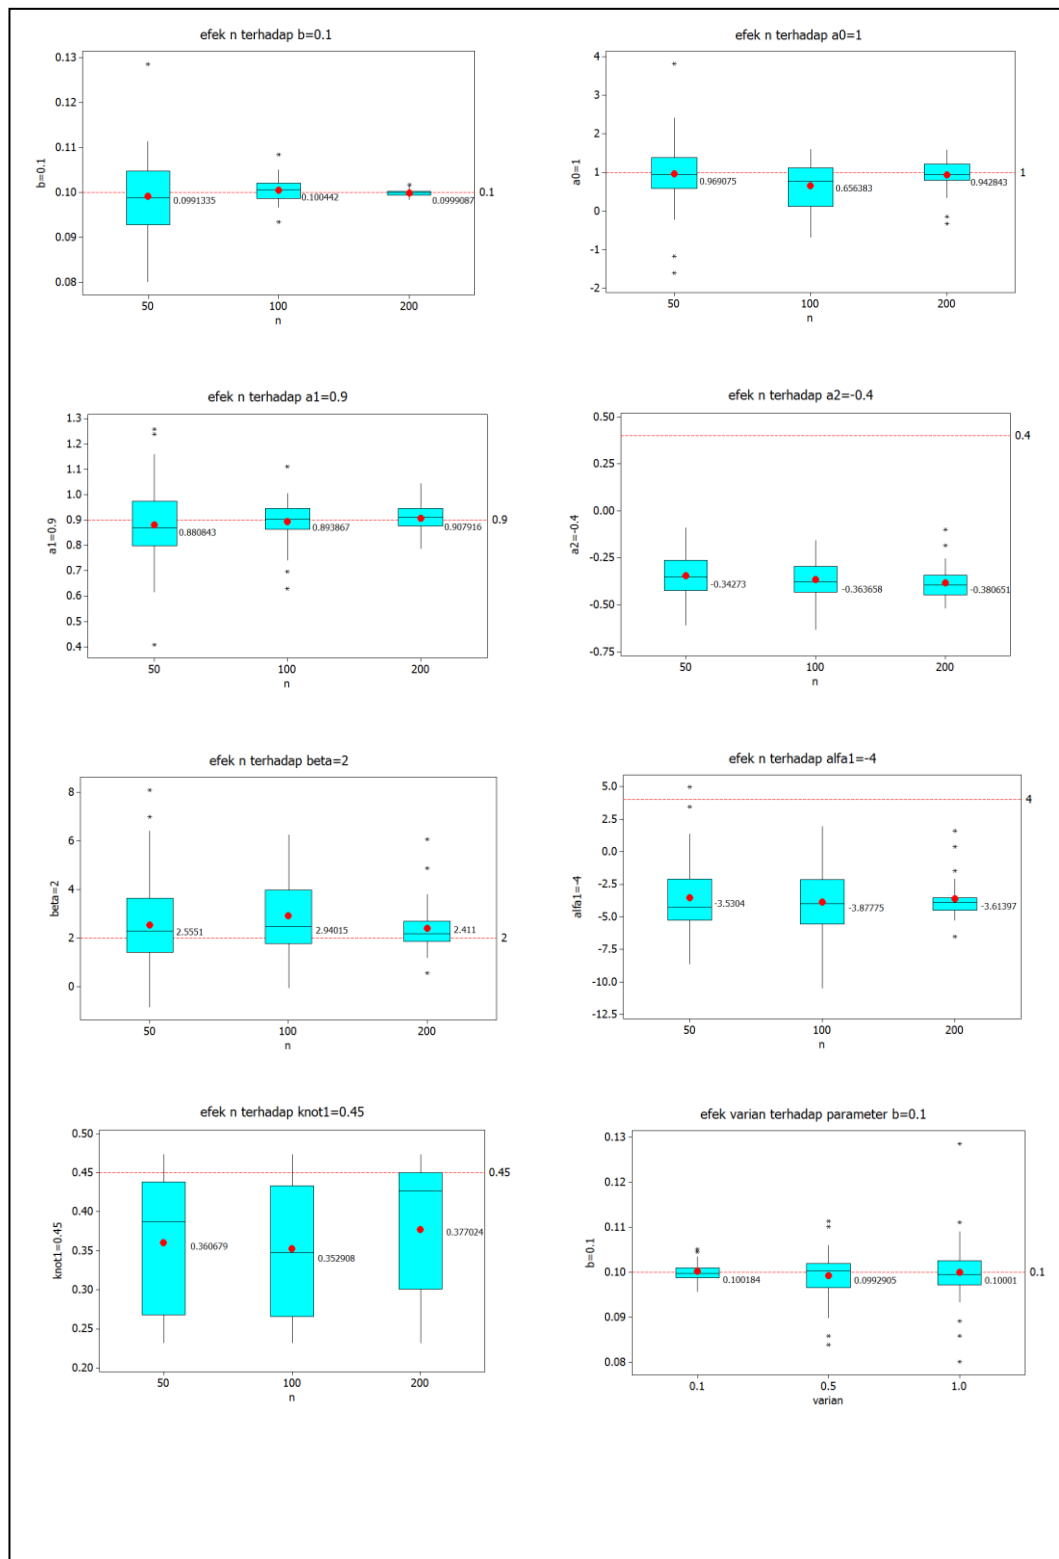 efek n terhadap b=0.1
0.13
0.12
0.11
0.10
0.09
0.08
b=0.1
0.0991335
0.100442
0.0999087
0.1
50 100 200
n
efek n terhadap a0=1
4
3
2
1
0
-1
-2
a0=1
0.969075
0.656383
0.942843
1
50 100 200
n
efek n terhadap a1=0.9
1.3
1.2
1.1
1.0
0.9
0.8
0.7
0.6
0.5
0.4
a1=0.9
0.880843
0.893867
0.907916
0.9
50 100 200
n
efek n terhadap a2=-0.4
0.50
0.25
0.00
-0.25
-0.50
-0.75
a2=-0.4
0.4
-0.34273
-0.363658
-0.380651
50 100 200
n
efek n terhadap beta=2
8
6
4
2
0
beta=2
2.5551
2.94015
2.411
2
50 100 200
n
efek n terhadap alfa1=-4
5.0
2.5
0.0
-2.5
-5.0
-7.5
-10.0
-12.5
alfa1=-4
4
-3.5304
-3.87775
-3.61397
50 100 200
n
efek n terhadap knot1=0.45
0.50
0.45
0.40
0.35
0.30
0.25
0.20
knot1=0.45
0.45
0.360679
0.352908
0.377024
50 100 200
n
efek varian terhadap parameter b=0.1
0.13
0.12
0.11
0.10
0.09
0.08
b=0.1
0.100184
0.0992905
0.10001
0.1
0.1 0.5 1.0
varian